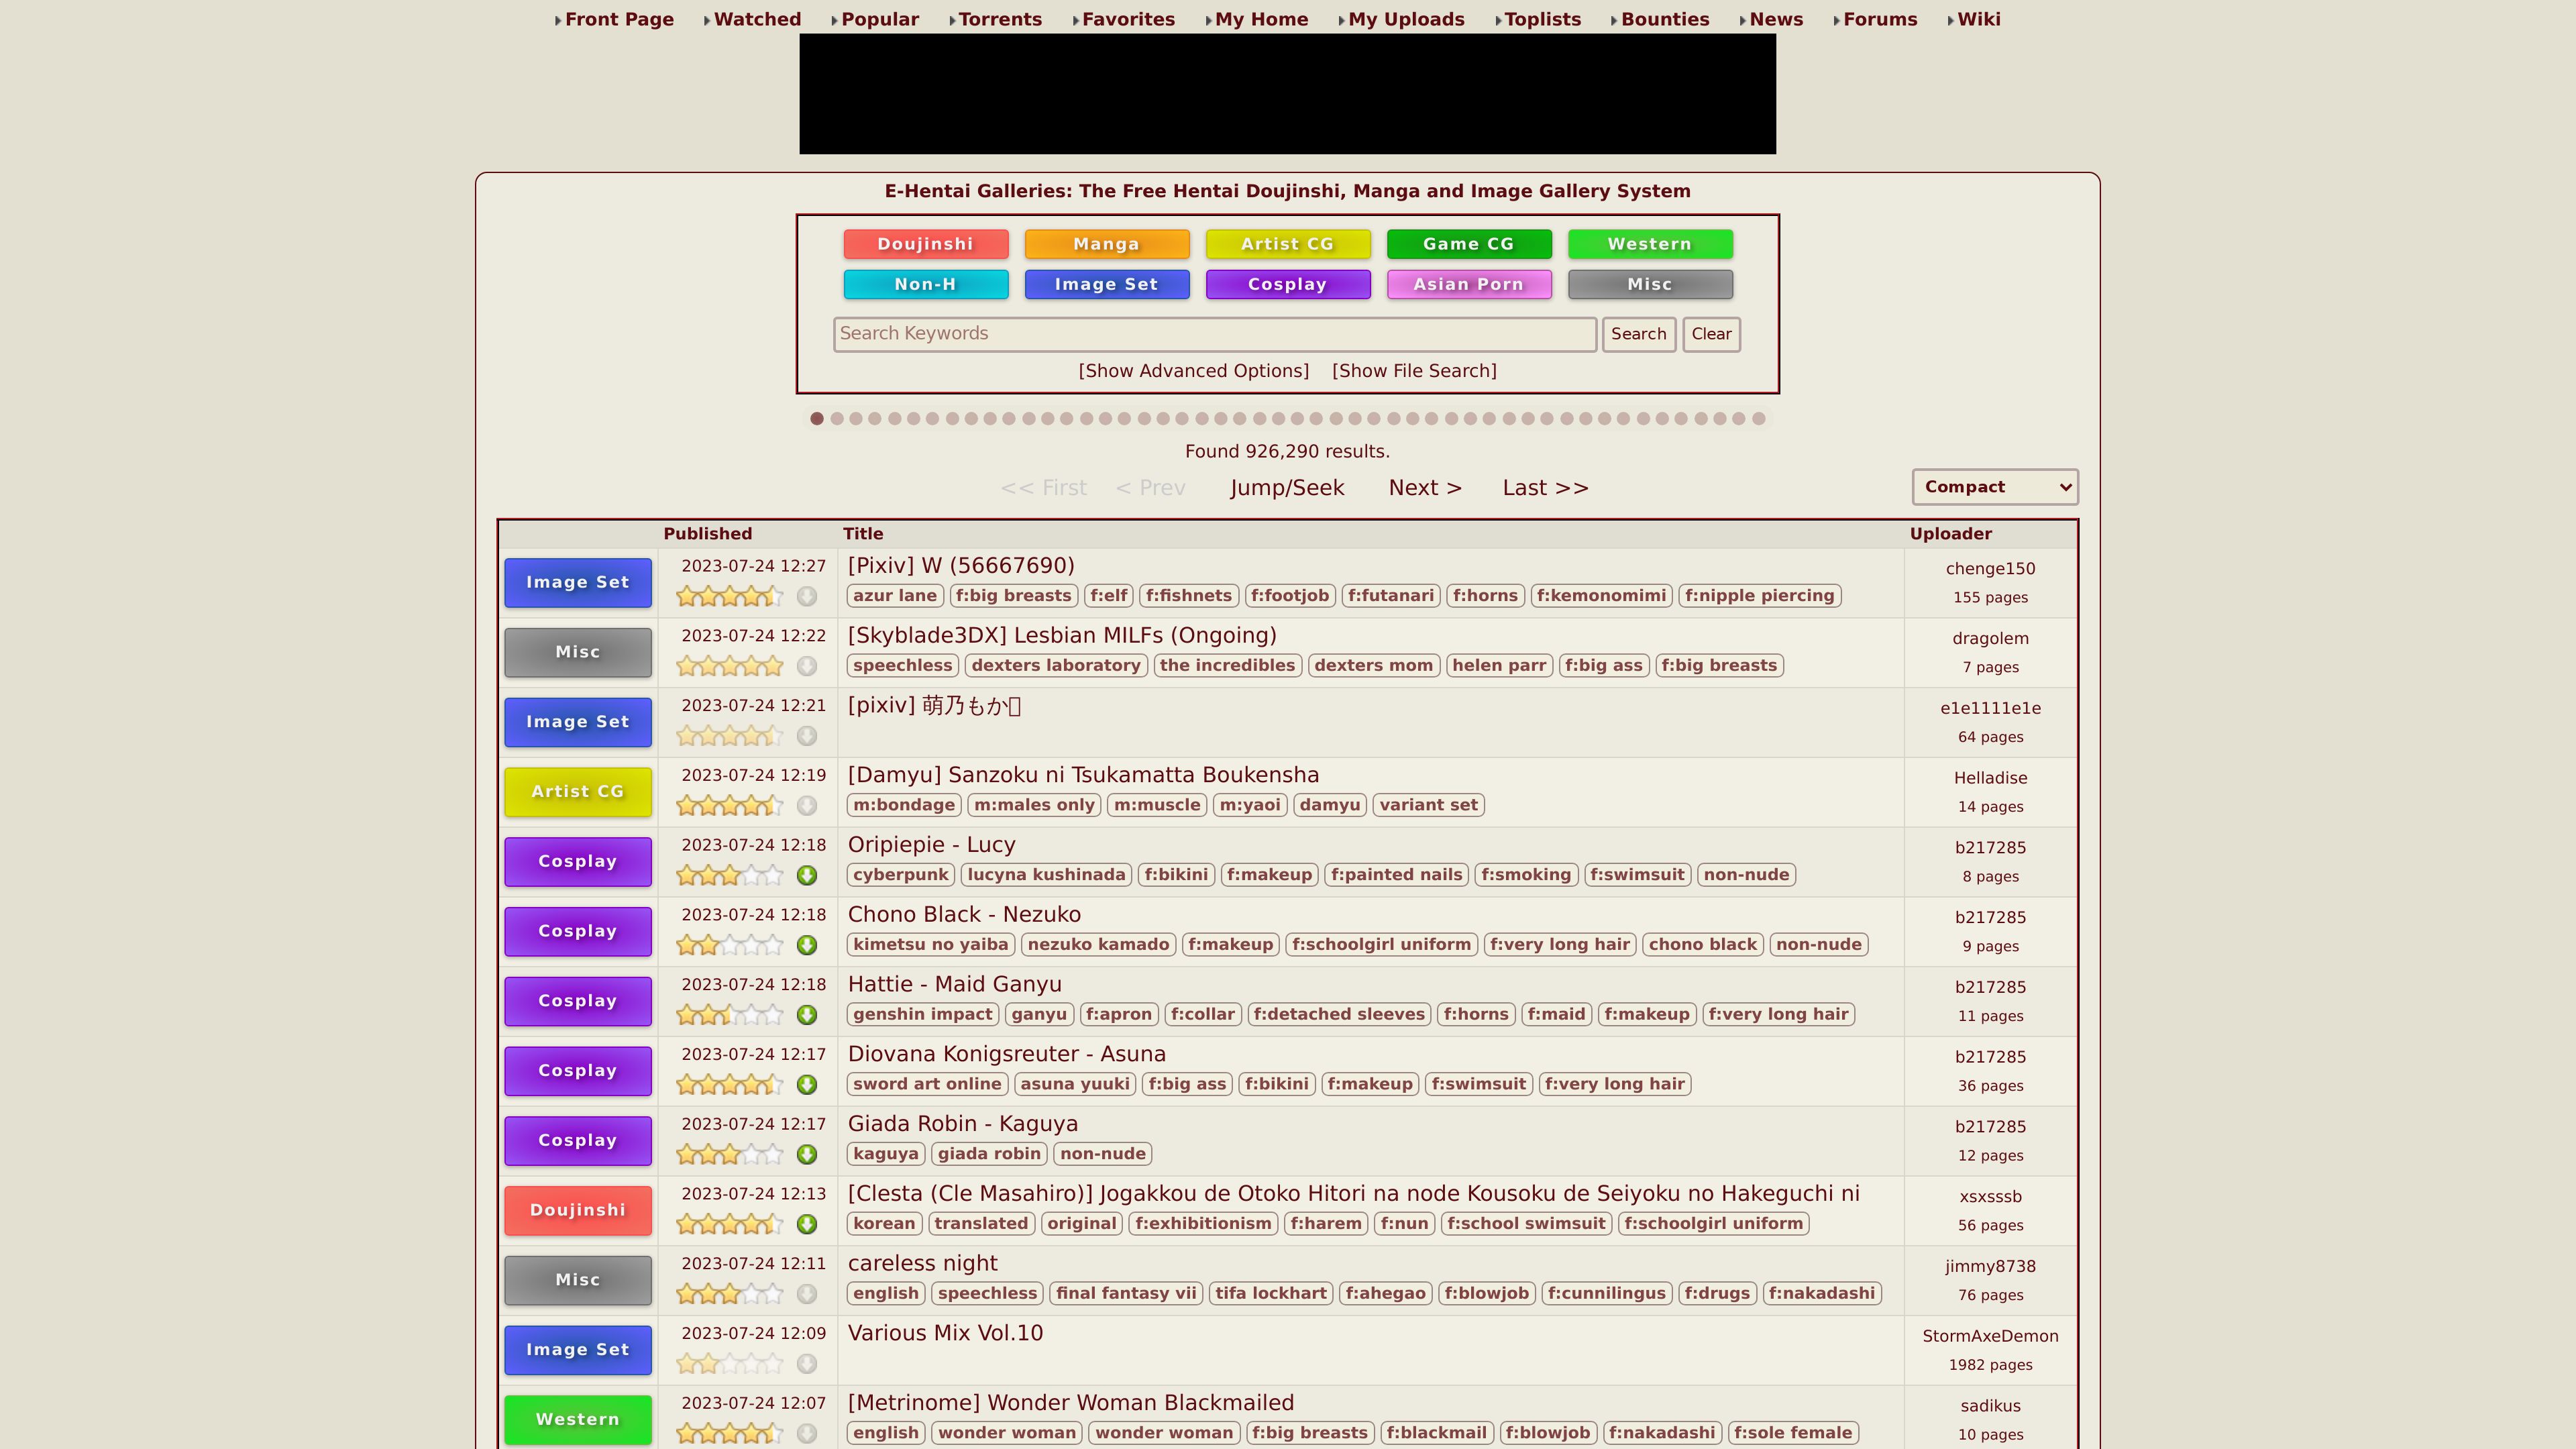 Front Page Watched Popular Torrents Favorites My Home My Uploads Toplists Bounties News Forums Wiki
E-Hentai Galleries: The Free Hentai Doujinshi, Manga and Image Gallery System
Doujinshi Manga Artist CG Game CG Western
Non-H Image Set Cosplay Asian Porn Misc
Search Keywords Search Clear
[Show Advanced Options] [Show File Search]
Found 926,290 results.
<< First < Prev Jump/Seek Next > Last >> Compact
Published Title Uploader
Image Set 2023-07-24 12:27 [Pixiv] W (56667690) chenge150
azur lane f:big breasts f:elf f:fishnets f:footjob f:futanari f:horns f:kemonomimi f:nipple piercing 155 pages
Misc 2023-07-24 12:22 [Skyblade3DX] Lesbian MILFs (Ongoing) dragolem
speechless dexters laboratory the incredibles dexters mom helen parr f:big ass f:big breasts 7 pages
Image Set 2023-07-24 12:21 [pixiv] 萌乃もか e1e1111e1e
64 pages
Artist CG 2023-07-24 12:19 [Damyu] Sanzoku ni Tsukamatta Boukensha Helladise
m:bondage m:males only m:muscle m:yaoi damyu variant set 14 pages
Cosplay 2023-07-24 12:18 Oripiepie - Lucy b217285
cyberpunk lucyna kushinada f:bikini f:makeup f:painted nails f:smoking f:swimsuit non-nude 8 pages
Cosplay 2023-07-24 12:18 Chono Black - Nezuko b217285
kimetsu no yaiba nezuko kamado f:makeup f:schoolgirl uniform f:very long hair chono black non-nude 9 pages
Cosplay 2023-07-24 12:18 Hattie - Maid Ganyu b217285
genshin impact ganyu f:apron f:collar f:detached sleeves f:horns f:maid f:makeup f:very long hair 11 pages
Cosplay 2023-07-24 12:17 Diovana Konigsreuter - Asuna b217285
sword art online asuna yuuki f:big ass f:bikini f:makeup f:swimsuit f:very long hair 36 pages
Cosplay 2023-07-24 12:17 Giada Robin - Kaguya b217285
kaguya giada robin non-nude 12 pages
Doujinshi 2023-07-24 12:13 [Clesta (Cle Masahiro)] Jogakkou de Otoko Hitori na node Kousoku de Seiyoku no Hakeguchi ni xsxsssb
korean translated original f:exhibitionism f:harem f:nun f:school swimsuit f:schoolgirl uniform 56 pages
Misc 2023-07-24 12:11 careless night jimmy8738
english speechless final fantasy vii tifa lockhart f:ahegao f:blowjob f:cunnilingus f:drugs f:nakadashi 76 pages
Image Set 2023-07-24 12:09 Various Mix Vol.10 StormAxeDemon
1982 pages
Western 2023-07-24 12:07 [Metrinome] Wonder Woman Blackmailed sadikus
english wonder woman wonder woman f:big breasts f:blackmail f:blowjob f:nakadashi f:sole female 10 pages